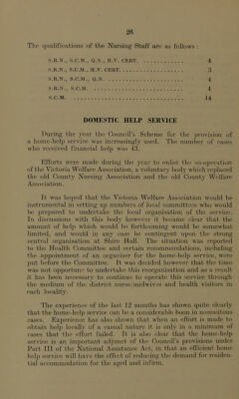 26
The qualifications of the Nursing Staff are as follows :
S.R.N., S.C.M., Q.N., H.V. CERT. ............ 4
S.R.N., S.C.M., H.V. CERT. ............ 3
S.R.N., S.C.M., Q.N. ............ 4
S.R.N., S.C.M. ............ 4
S.C.M. ............ 14
DOMESTIC HELP SERVICE
During the year the Council's Scheme for the provision of
a home-help service was increasingly used. The number of cases
who received financial help was 43.
Efforts were made during the year to enlist the co-operation
of the Victoria Welfare Association, a voluntary body which replaced
the old County Nursing Association and the old County Welfare
Association.
It was hoped that the Victoria Welfare Association would be
instrumental in setting up numbers of local committees who would
be prepared to undertake the local organisation of the service.
In discussions with this body however it became clear that the
amount of help which would be forthcoming would be somewhat
limited, and would in any case be contingent upon the strong
central organisation at Shire Hall. The situation was reported
to the Health Committee and certain recommendations, including
the appointment of an organiser for the home-help service, were
put before the Committee. It was decided however that the time
was not opportune to undertake this reorganisation and as a result
it has been necessary to continue to operate this service through
the medium of the district nurse/midwives and health visitors in
each locality.
The experience of the last 12 months has shown quite clearly
that the home-help service can be a considerable boon in necessitous
cases. Experience has also shown that when an effort is made to
obtain help locally of a casual nature it is only in a minimum of
cases that the effort failed. It is also clear that the home-help
service is an important adjunct of the Council's provisions under
Part III of the National Assistance Act, in that an efficient home
help service will have the effect of reducing the demand for residen-
tial accommodation for the aged and infirm.